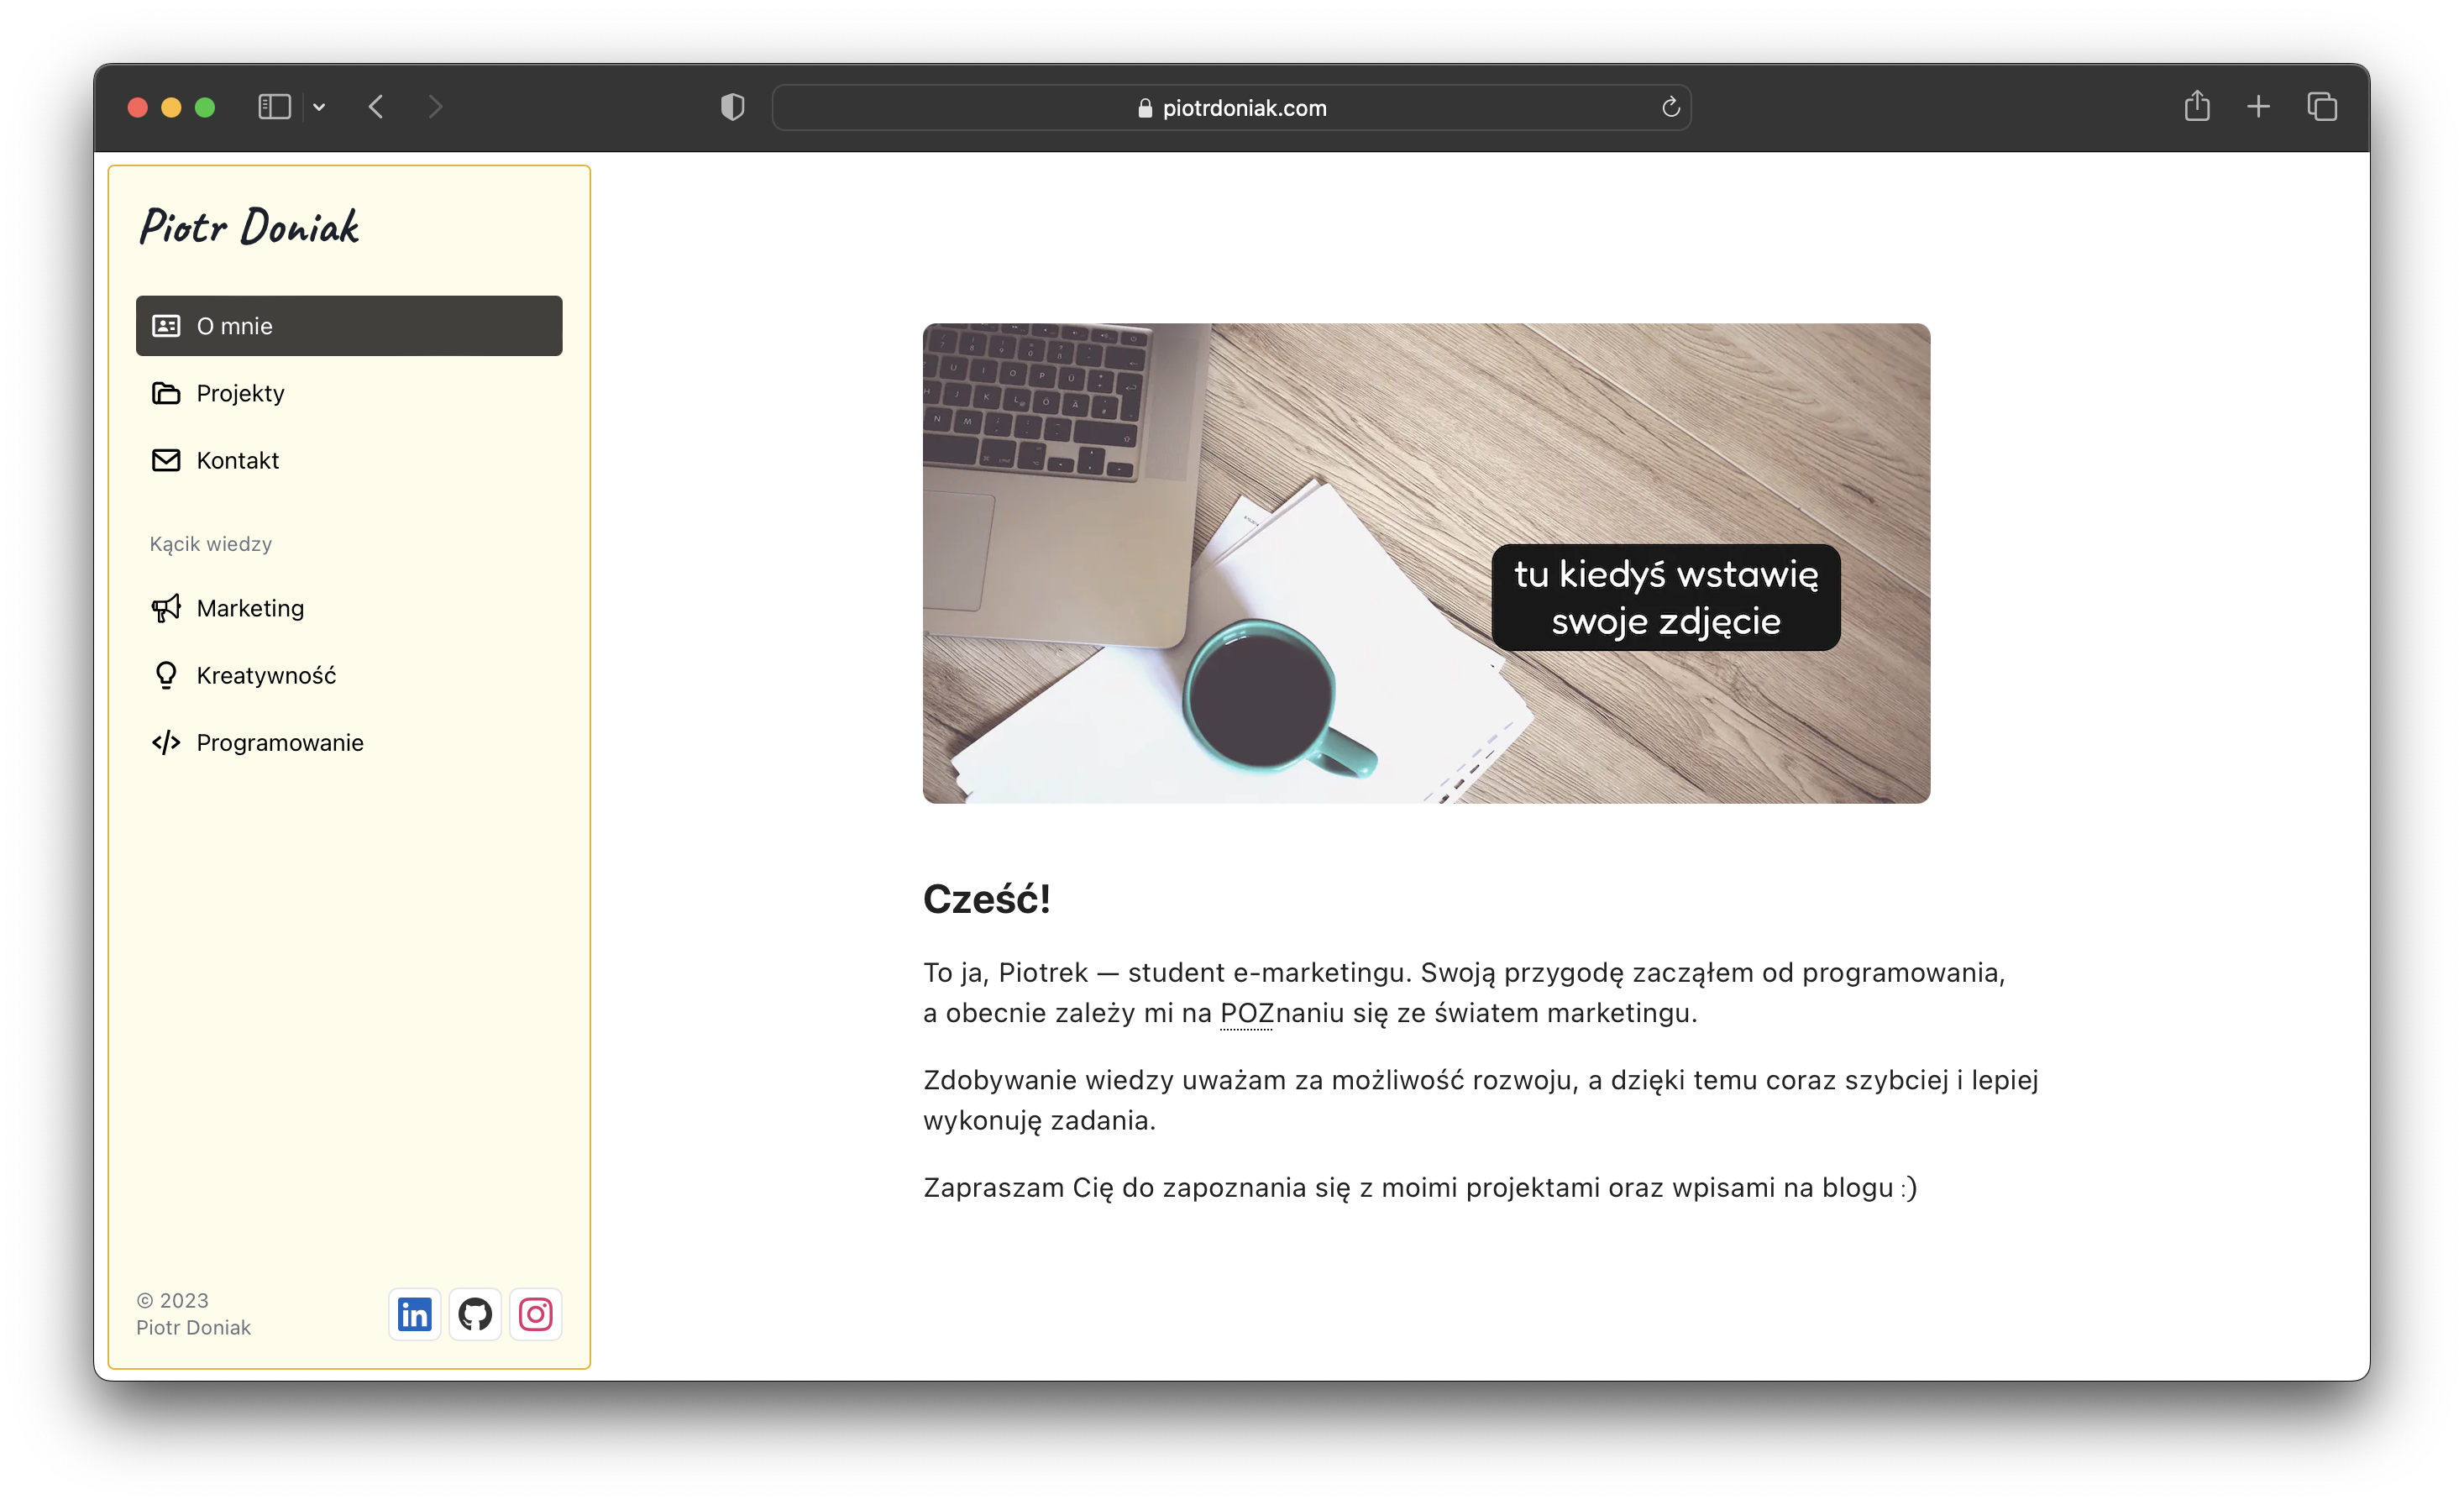 piotrdoniak.com
Piotr Doniak
O mnie
Projekty
Kontakt
Kącik wiedzy
Marketing
Kreatywność
Programowanie
© 2023
Piotr Doniak
in
tu kiedyś wstawię
swoje zdjęcie
Cześć!
To ja, Piotrek — student e-marketingu. Swoją przygodę zacząłem od programowania,
a obecnie zależy mi na POZnaniu się ze światem marketingu.
Zdobywanie wiedzy uważam za możliwość rozwoju, a dzięki temu coraz szybciej i lepiej
wykonuję zadania.
Zapraszam Cię do zapoznania się z moimi projektami oraz wpisami na blogu :)